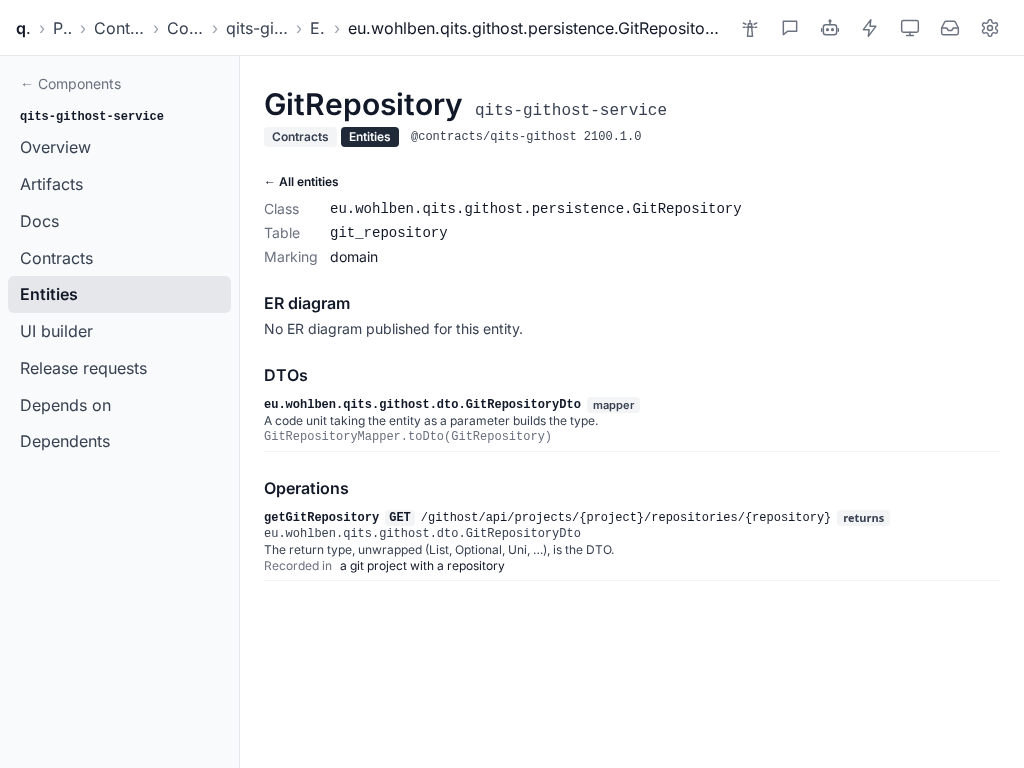 q. › P.. › Cont... › Co... › qits-gi... › E. › eu.wohlben.qits.githost.persistence.GitReposito...
← Components
qits-githost-service
Overview
Artifacts
Docs
Contracts
Entities
UI builder
Release requests
Depends on
Dependents
GitRepository qits-githost-service
Contracts Entities @contracts/qits-githost 2100.1.0
← All entities
Class eu.wohlben.qits.githost.persistence.GitRepository
Table git_repository
Marking domain
ER diagram
No ER diagram published for this entity.
DTOs
eu.wohlben.qits.githost.dto.GitRepositoryDto mapper
A code unit taking the entity as a parameter builds the type.
GitRepositoryMapper.toDto(GitRepository)
Operations
getGitRepository GET /githost/api/projects/{project}/repositories/{repository} returns
eu.wohlben.qits.githost.dto.GitRepositoryDto
The return type, unwrapped (List, Optional, Uni, …), is the DTO.
Recorded in a git project with a repository